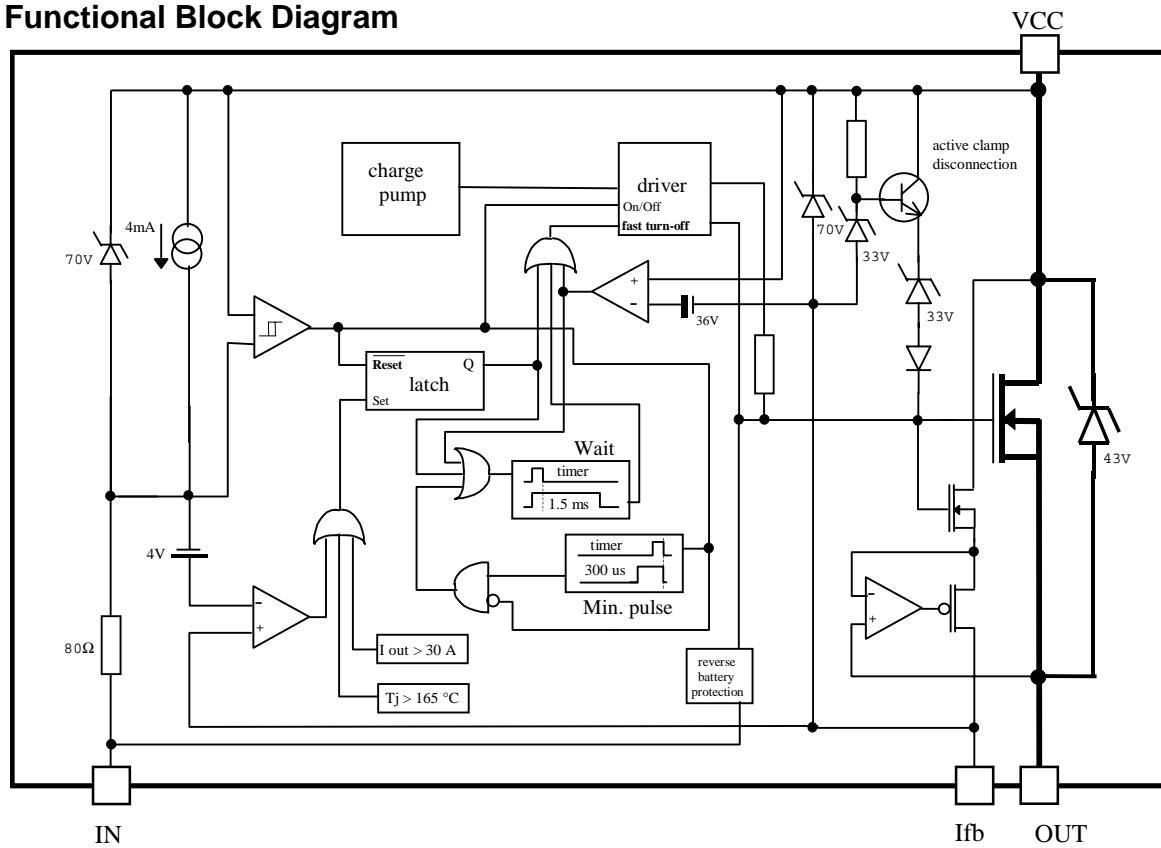 Functional Block Diagram
VCC
active clamp
disconnection
charge
pump
driver
On/Off
fast turn-off
4mA
70V
70V
33V
+
-
36V
33V
Reset
Q
latch
Set
43V
Wait
timer
1.5 ms
4V
timer
300 us
Min. pulse
-
+
-
+
80Ω
I out > 30 A
reverse
battery
protection
Tj > 165 °C
IN
Ifb
OUT